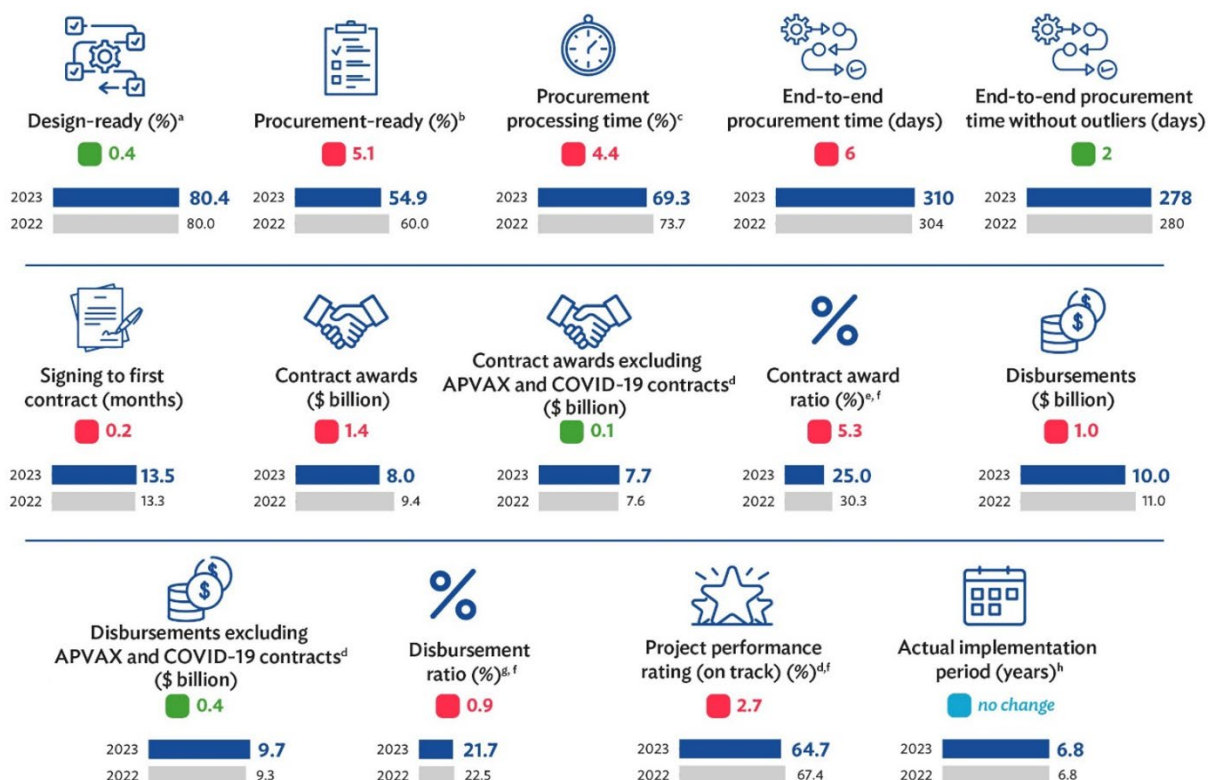 Design-ready (%)ᵃ
0.4
2023 80.4
2022 80.0
Procurement-ready (%)ᵇ
5.1
2023 54.9
2022 60.0
Procurement
processing time (%)ᶜ
4.4
2023 69.3
2022 73.7
End-to-end
procurement time (days)
6
2023 310
2022 304
End-to-end procurement
time without outliers (days)
2
2023 278
2022 280
Signing to first
contract (months)
0.2
2023 13.5
2022 13.3
Contract awards
($ billion)
1.4
2023 8.0
2022 9.4
Contract awards excluding
APVAX and COVID-19 contractsᵈ
($ billion)
0.1
2023 7.7
2022 7.6
%
Contract award
ratio (%)ᵉ,ᶠ
5.3
2023 25.0
2022 30.3
$
$
Disbursements
($ billion)
1.0
2023 10.0
2022 11.0
$
$
Disbursements excluding
APVAX and COVID-19 contractsᵈ
($ billion)
0.4
2023 9.7
2022 9.3
%
Disbursement
ratio (%)ᵍ,ᶠ
0.9
2023 21.7
2022 22.5
Project performance
rating (on track) (%)ᵈ,ᶠ
2.7
2023 64.7
2022 67.4
Actual implementation
period (years)ʰ
no change
2023 6.8
2022 6.8